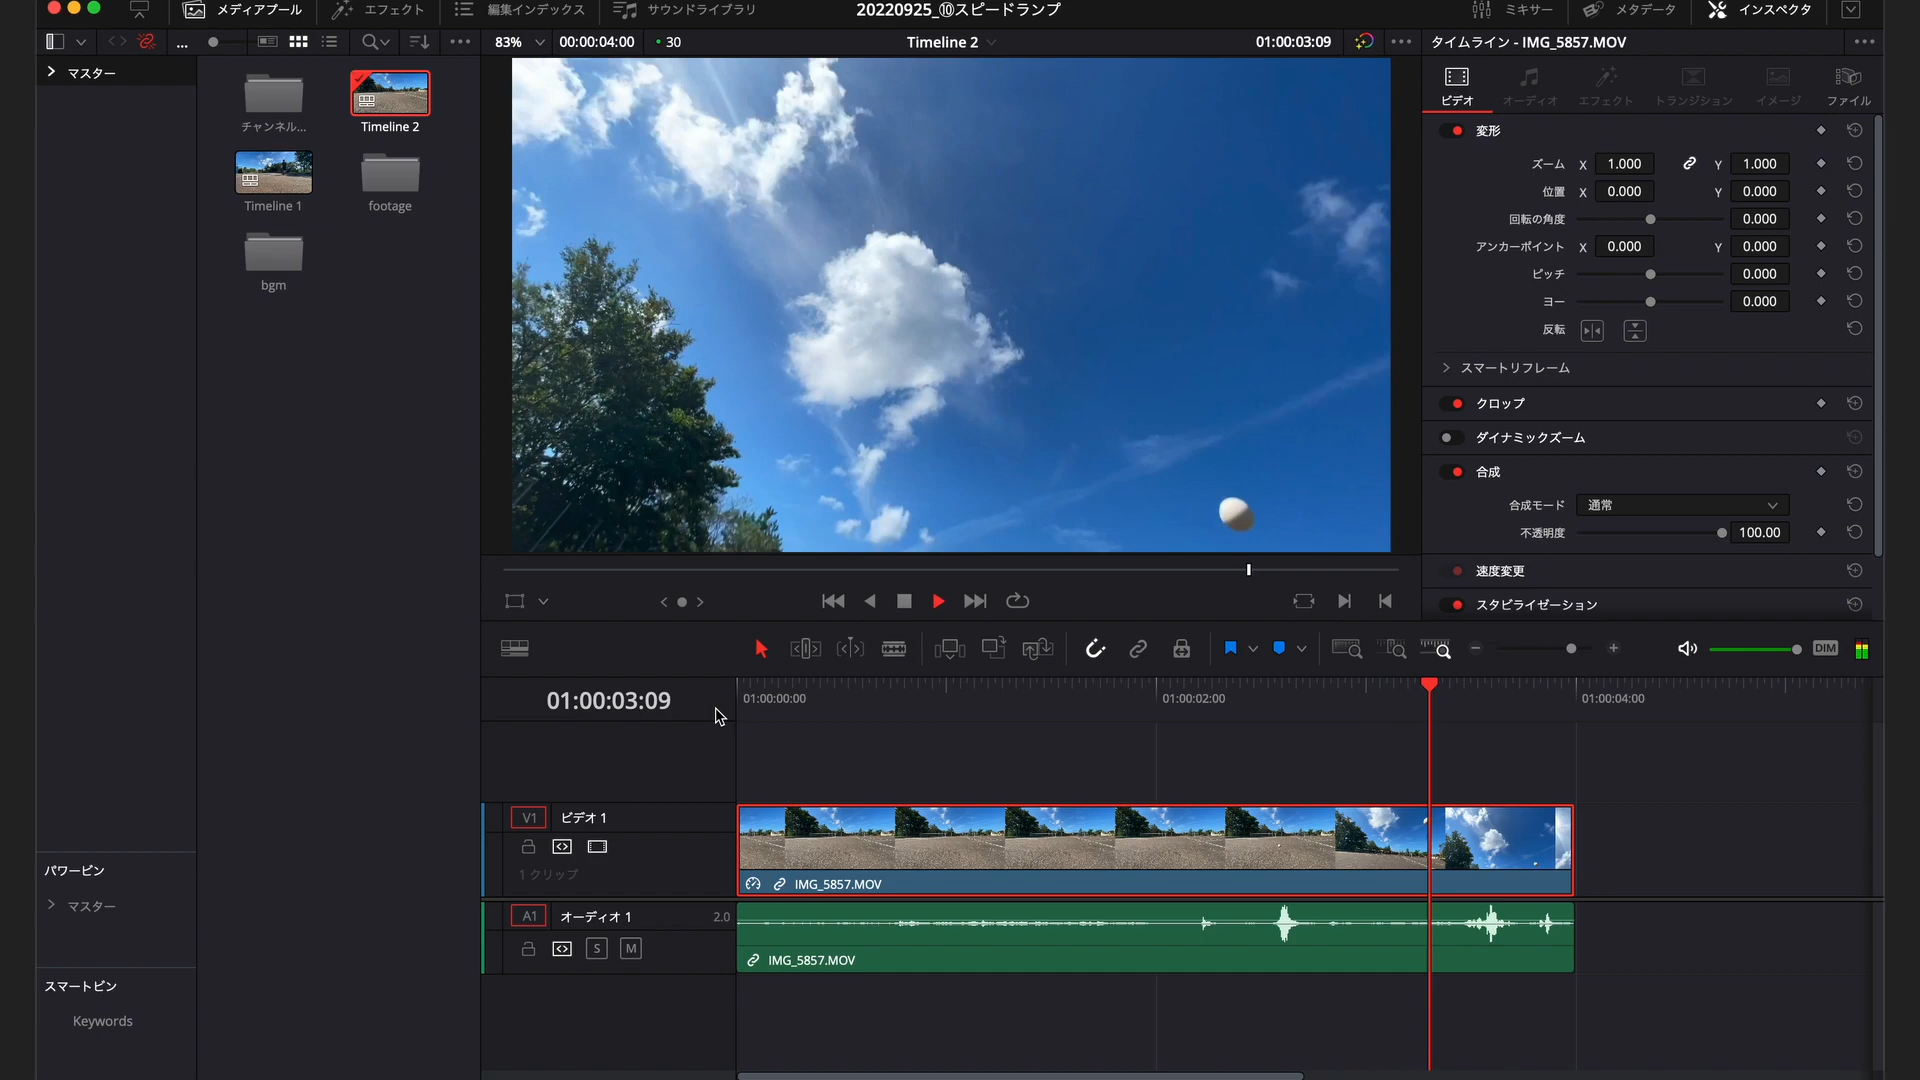 メディアプール エフェクト 編集インデックス サウンドライブラリ 20220925_⑩スピードランプ ミキサー メタデータ インスペクタ
83% 00:00:04:00 30 Timeline 2 01:00:03:09 タイムライン - IMG_5857.MOV
マスター
チャンネル... Timeline 2
Timeline 1 footage
bgm
パワービン
マスター
スマートビン
Keywords
ビデオ オーディオ エフェクト トランジション イメージ ファイル
変形
ズーム X 1.000 Y 1.000
位置 X 0.000 Y 0.000
回転の角度 0.000
アンカーポイント X 0.000 Y 0.000
ピッチ 0.000
ヨー 0.000
反転
スマートリフレーム
クロップ
ダイナミックズーム
合成
合成モード 通常
不透明度 100.00
速度変更
スタビライゼーション
DIM
01:00:03:09 01:00:00:00 01:00:02:00 01:00:04:00
V1 ビデオ 1
1 クリップ
IMG_5857.MOV
A1 オーディオ 1 2.0
S M
IMG_5857.MOV